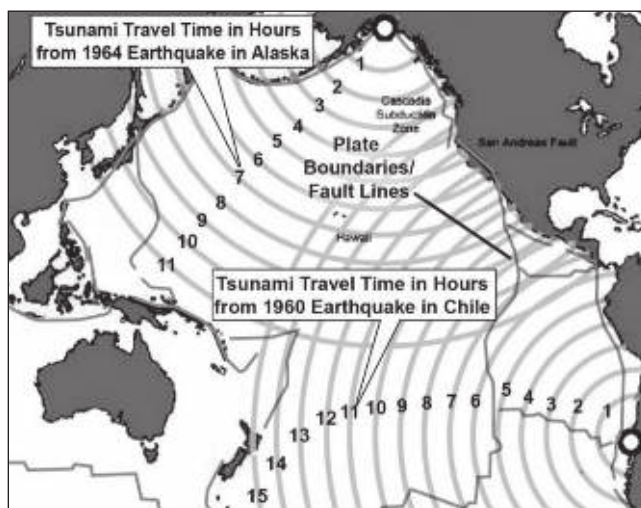 Tsunami Travel Time in Hours
from 1964 Earthquake in Alaska
1
2
3
4
5
6
7
8
9
10
11
Cascadia
Subduction
Zone
San Andreas Fault
Plate
Boundaries/
Fault Lines
Hawaii
Tsunami Travel Time in Hours
from 1960 Earthquake in Chile
1
2
3
4
5
6
7
8
9
10
11
12
13
14
15